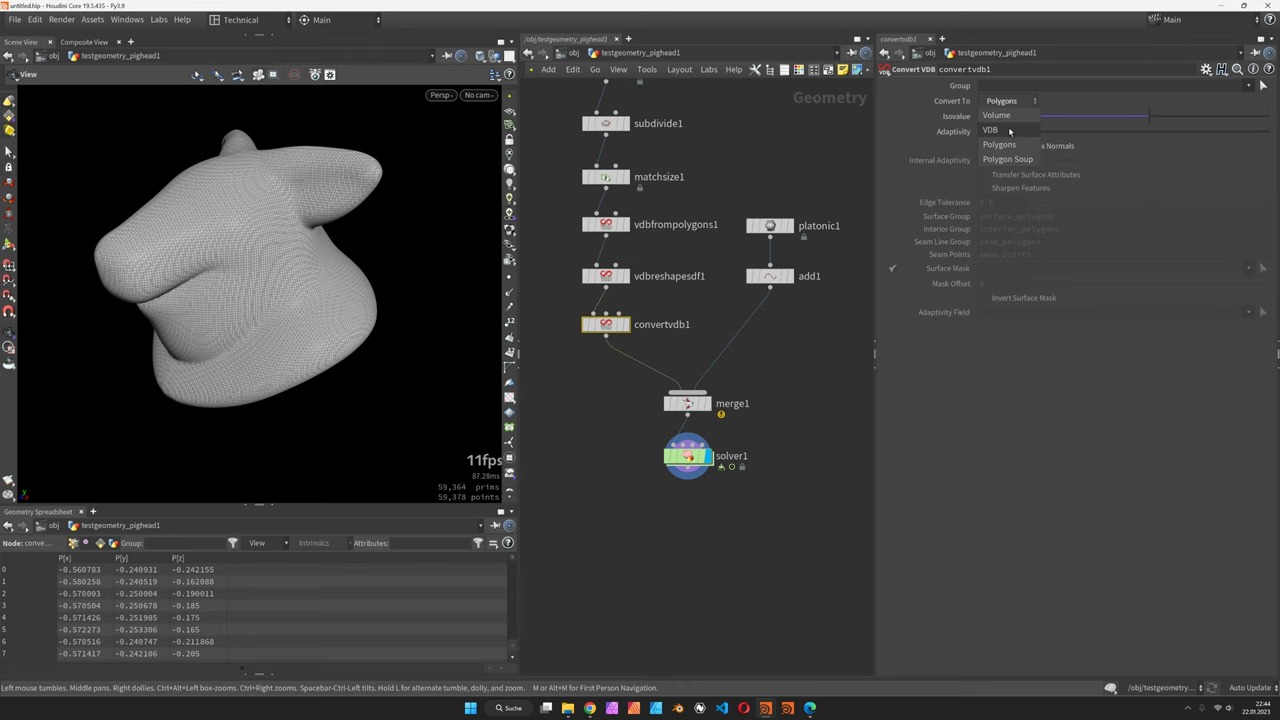 untitled.hip - Houdini Core 19.5.435 - Py3.9
File Edit Render Assets Windows Labs Help Technical Main Main
Scene View Composite View
obj testgeometry_pighead1
View
Persp No cam
11fps
87.28ms
59,364 prims
59,378 points
Geometry Spreadsheet
obj testgeometry_pighead1
Node: conve... Group: View Intrinsics Attributes:
P[x] P[y] P[z]
0 -0.560783 -0.240931 -0.242155
1 -0.580258 -0.240519 -0.162088
2 -0.570003 -0.250004 -0.190011
3 -0.570504 -0.250678 -0.185
4 -0.571426 -0.251985 -0.175
5 -0.572273 -0.253306 -0.165
6 -0.570516 -0.240747 -0.211868
7 -0.571417 -0.242106 -0.205
/obj/testgeometry_pighead1
obj testgeometry_pighead1
Add Edit Go View Tools Layout Labs Help
Geometry
subdivide1
matchsize1
vdbfrompolygons1
platonic1
vdbreshapesdf1
add1
convertvdb1
merge1
solver1
convertvdb1
obj testgeometry_pighead1
Convert VDB convertvdb1
Group
Convert To Polygons
Volume
VDB
Polygons
Polygon Soup
Isovalue
Adaptivity
x Normals
Internal Adaptivity
Transfer Surface Attributes
Sharpen Features
Edge Tolerance 0.5
Surface Group surface_polygons
Interior Group interior_polygons
Seam Line Group seam_polygons
Seam Points seam_points
Surface Mask
Mask Offset 0
Invert Surface Mask
Adaptivity Field
Left mouse tumbles. Middle pans. Right dollies. Ctrl+Alt+Left box-zooms. Ctrl+Right zooms. Spacebar-Ctrl-Left tilts. Hold L for alternate tumble, dolly, and zoom. M or Alt+M for First Person Navigation.
/obj/testgeometry... Auto Update
Suche
22:44
22.01.2023